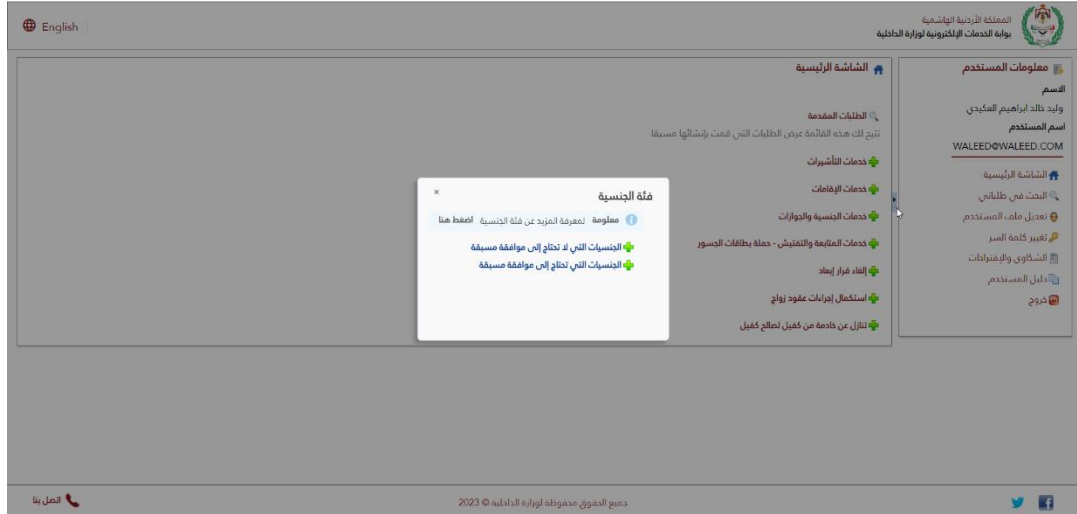 المملكة الأردنية الهاشمية
بوابة الخدمات الإلكترونية لوزارة الداخلية
English
معلومات المستخدم
الاسم
وليد خالد ابراهيم العكيدي
اسم المستخدم
WALEED@WALEED.COM
الشاشة الرئيسية
البحث في طلباتي
تعديل ملف المستخدم
تغيير كلمة السر
الشكاوى والإقتراحات
دليل المستخدم
خروج
الشاشة الرئيسية
الطلبات المقدمة
تتيح لك هذه القائمة عرض الطلبات التي قمت بإنشائها مسبقا
خدمات التأشيرات
خدمات الإقامات
خدمات الجنسية والجوازات
خدمات المتابعة والتفتيش - حملة بطاقات الجسور
إلغاء قرار إبعاد
استكمال إجراءات عقود زواج
تنازل عن خادمة من كفيل لصالح كفيل
فئة الجنسية
×
معلومة لمعرفة المزيد عن فئة الجنسية اضغط هنا
الجنسيات التي لا تحتاج إلى موافقة مسبقة
الجنسيات التي تحتاج إلى موافقة مسبقة
جميع الحقوق محفوظة لوزارة الداخلية © 2023
اتصل بنا